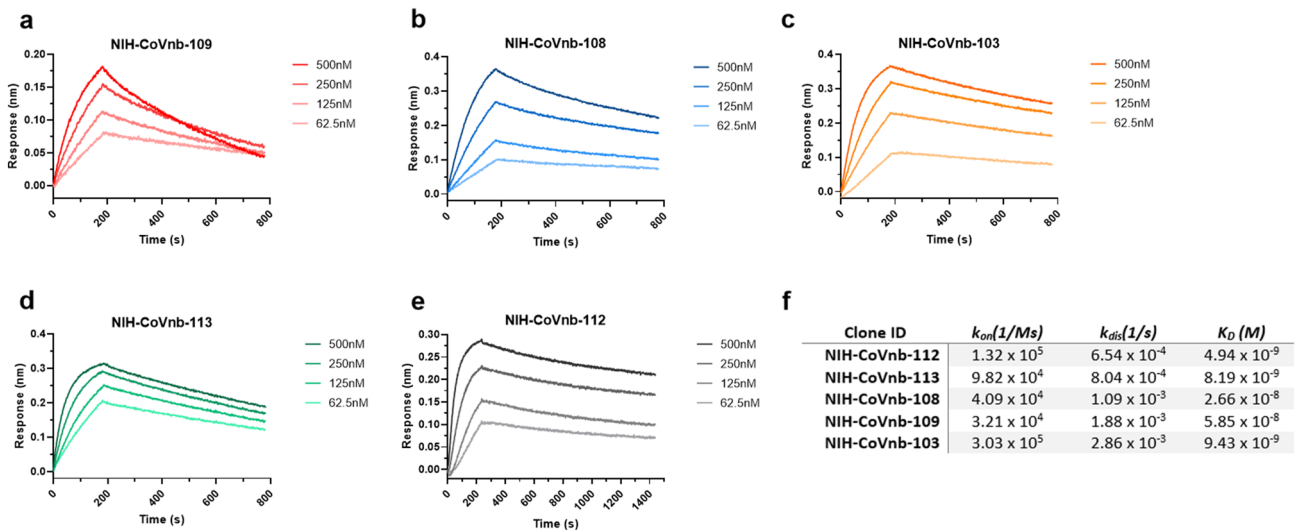 a
NIH-CoVnb-109
Response (nm)
0.20
0.15
0.10
0.05
0.00
0
200
400
600
800
Time (s)
500nM
250nM
125nM
62.5nM
b
NIH-CoVnb-108
Response (nm)
0.4
0.3
0.2
0.1
0.0
0
200
400
600
800
Time (s)
500nM
250nM
125nM
62.5nM
c
NIH-CoVnb-103
Response (nm)
0.4
0.3
0.2
0.1
0.0
0
200
400
600
800
Time (s)
500nM
250nM
125nM
62.5nM
d
NIH-CoVnb-113
Response (nm)
0.4
0.3
0.2
0.1
0.0
0
200
400
600
800
Time (s)
500nM
250nM
125nM
62.5nM
e
NIH-CoVnb-112
Response (nm)
0.30
0.25
0.20
0.15
0.10
0.05
0.00
0
200
400
600
800
1000
1200
1400
Time (s)
500nM
250nM
125nM
62.5nM
f
Clone ID kon(1/Ms) kdis(1/s) KD (M)
NIH-CoVnb-112 1.32 x 10⁵ 6.54 x 10⁻⁴ 4.94 x 10⁻⁹
NIH-CoVnb-113 9.82 x 10⁴ 8.04 x 10⁻⁴ 8.19 x 10⁻⁹
NIH-CoVnb-108 4.09 x 10⁴ 1.09 x 10⁻³ 2.66 x 10⁻⁸
NIH-CoVnb-109 3.21 x 10⁴ 1.88 x 10⁻³ 5.85 x 10⁻⁸
NIH-CoVnb-103 3.03 x 10⁵ 2.86 x 10⁻³ 9.43 x 10⁻⁹